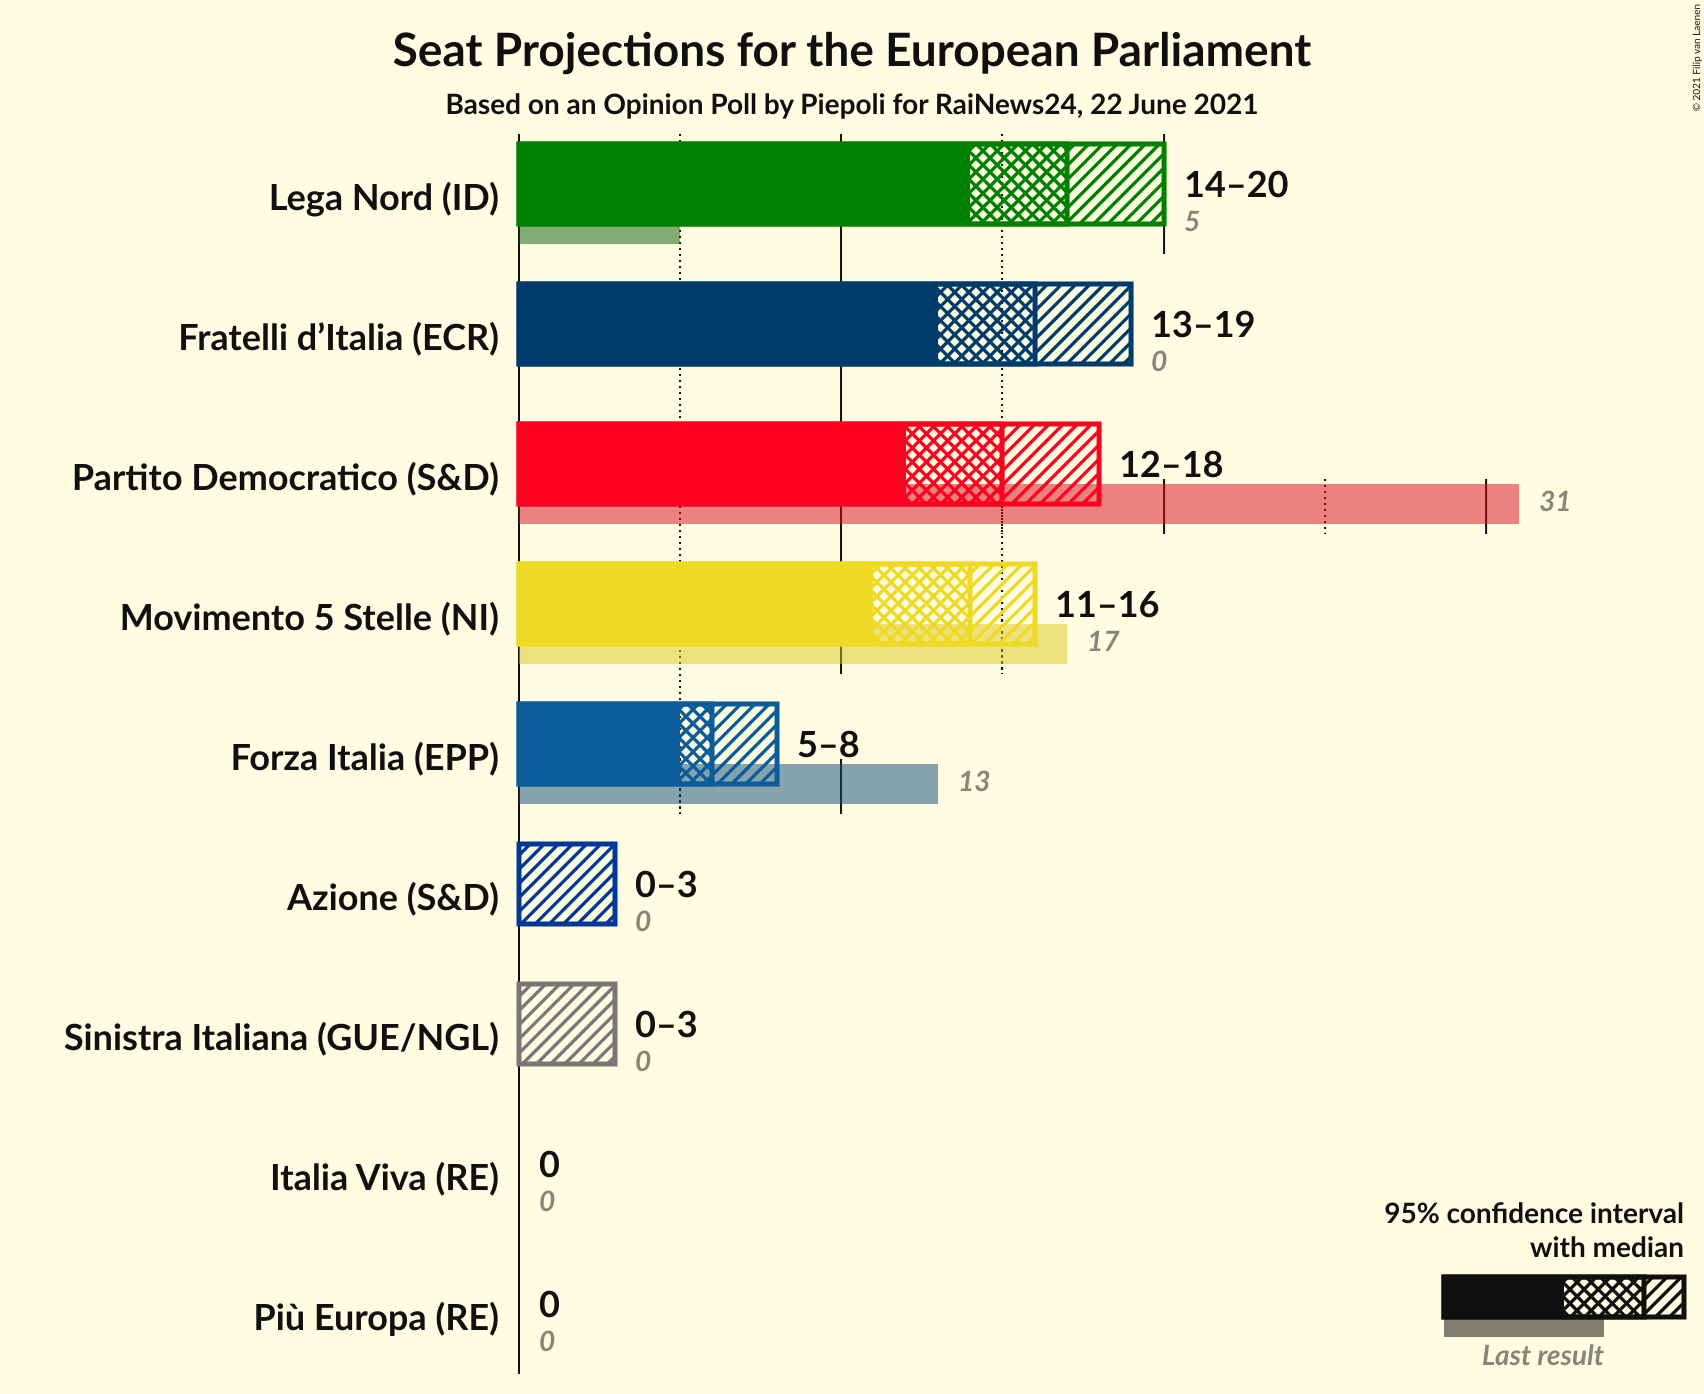 Seat Projections for the European Parliament
Based on an Opinion Poll by Piepoli for RaiNews24, 22 June 2021
© 2021 Filip van Laenen
Lega Nord (ID)
14–20
5
Fratelli d’Italia (ECR)
13–19
0
Partito Democratico (S&D)
12–18
31
Movimento 5 Stelle (NI)
11–16
17
Forza Italia (EPP)
5–8
13
Azione (S&D)
0–3
0
Sinistra Italiana (GUE/NGL)
0–3
0
Italia Viva (RE)
0
0
Più Europa (RE)
0
0
95% confidence interval
with median
Last result